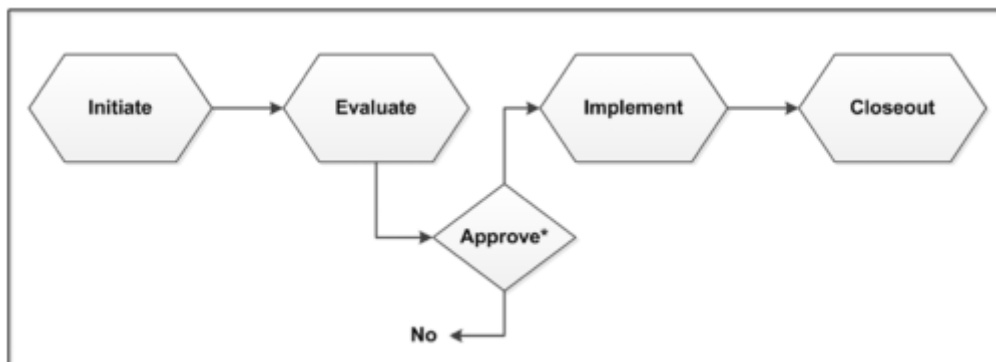 Initiate
Evaluate
Implement
Closeout
Approve*
No